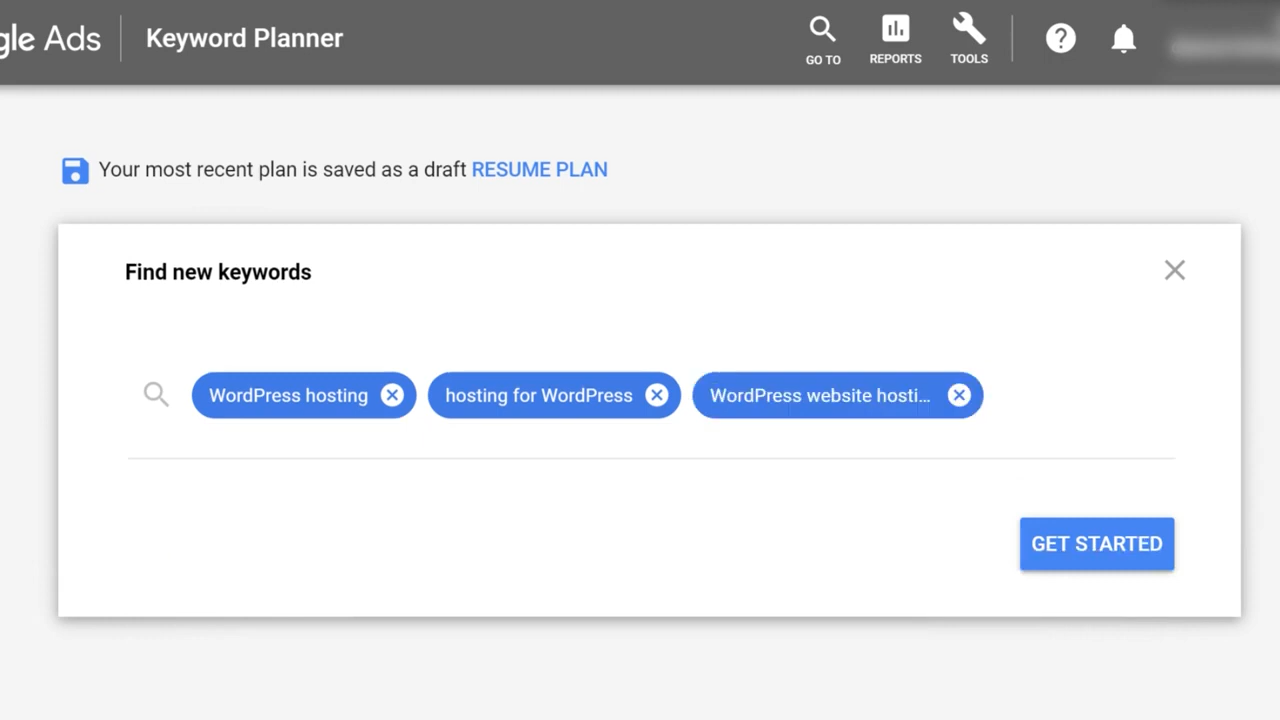 gle Ads
Keyword Planner
GO TO
REPORTS
TOOLS
Your most recent plan is saved as a draft RESUME PLAN
Find new keywords
WordPress hosting
hosting for WordPress
WordPress website hosti...
GET STARTED